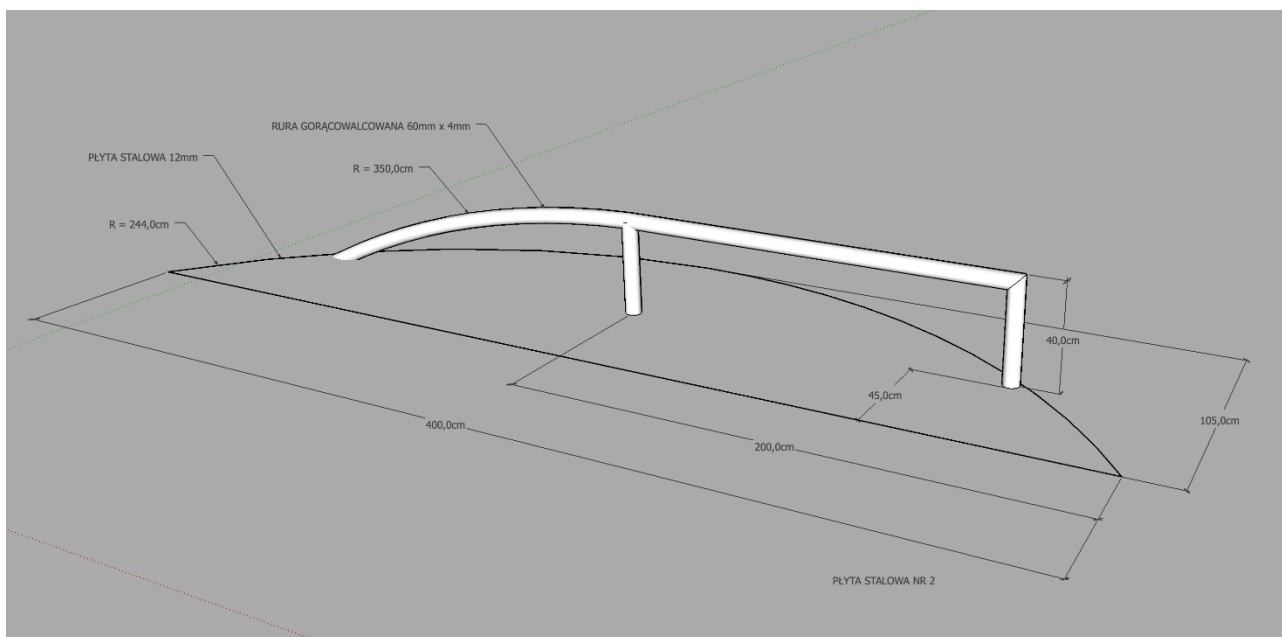 RURA GORĄCOWALCOWANA 60mm x 4mm
PŁYTA STALOWA 12mm
R = 350,0cm
R = 244,0cm
40,0cm
45,0cm
105,0cm
400,0cm
200,0cm
PŁYTA STALOWA NR 2